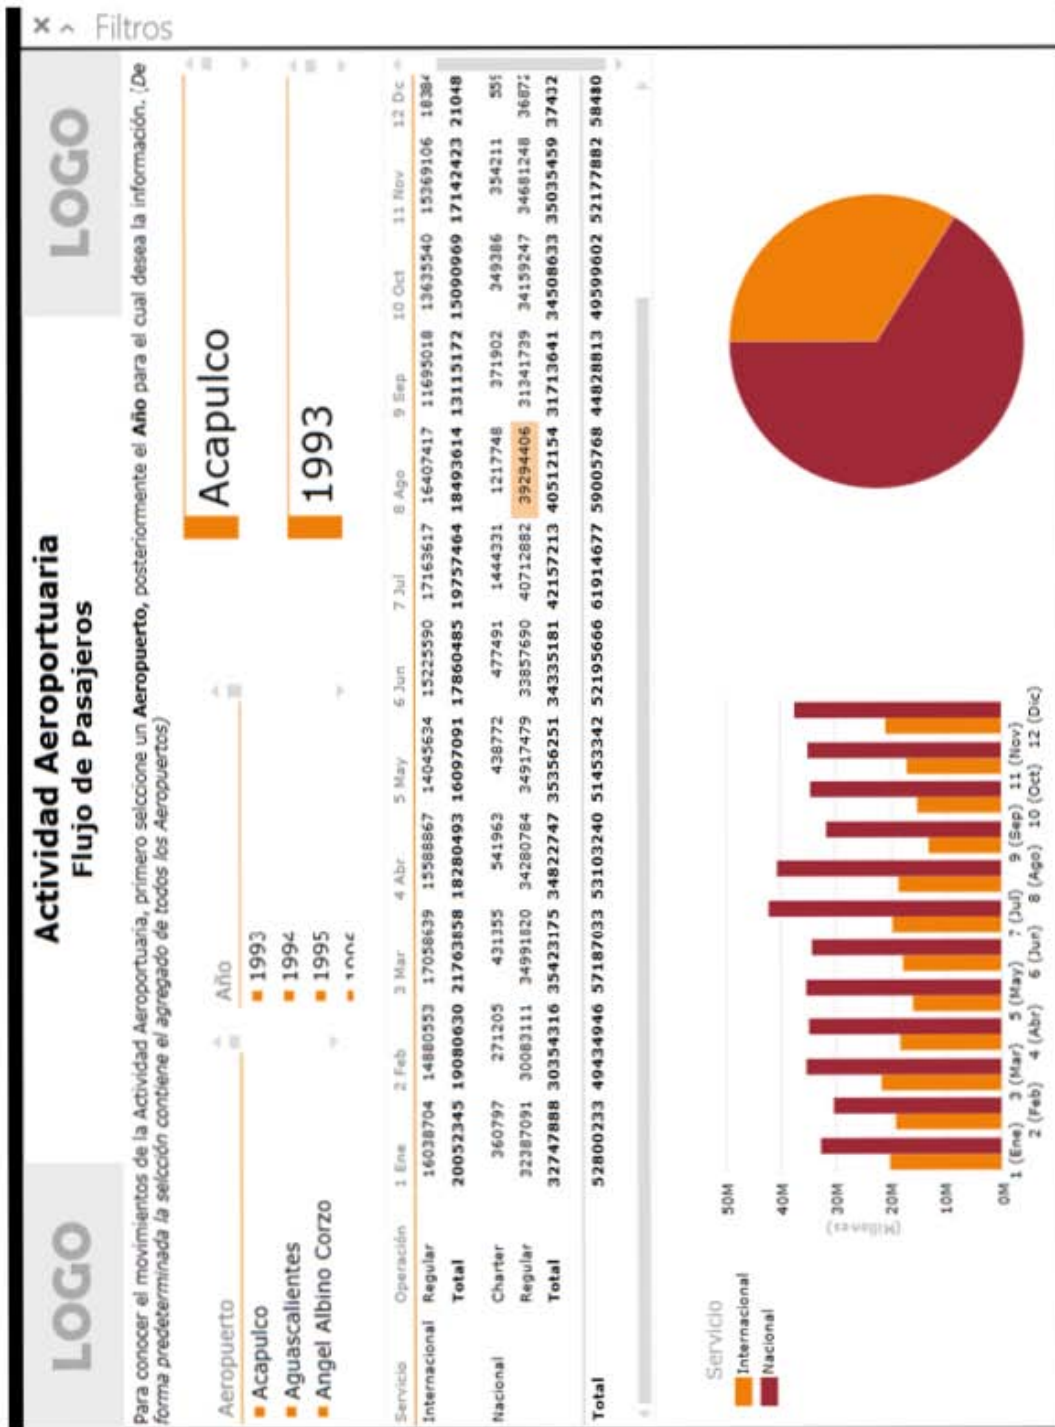 Filtros
LOGO
Actividad Aeroportuaria
Flujo de Pasajeros
LOGO
Para conocer el movimientos de la Actividad Aeroportuaria, primero seleccione un Aeropuerto, posteriormente el Año para el cual desea la información. (De
forma predeterminada la selcción contiene el agregado de todos los Aeropuertos)
Aeropuerto
Acapulco
Aguascalientes
Angel Albino Corzo
Año
1993
1994
1995
Acapulco
1993
Servicio Operación 1 Ene 2 Feb 3 Mar 4 Abr 5 May 6 Jun 7 Jul 8 Ago 9 Sep 10 Oct 11 Nov 12 Dic
Internacional Regular 16038704 14880553 17058639 15588867 14045634 15225590 17163617 16407417 11695018 13635540 15369106 1838
Total 20052345 19080630 21763858 18280493 16097091 17860485 19757464 18493614 13115172 15090969 17142423 21048
Nacional Charter 360797 271205 431355 541963 438772 477491 1444331 1217748 371902 349386 354211 55
Regular 32387091 30083111 34991820 34280784 34917479 33857690 40712882 39294406 31341739 34159247 34681248 3687
Total 32747888 30354316 35423175 34822747 35356251 34335181 42157213 40512154 31713641 34508633 35035459 37432
Total 52800233 49434946 57187033 53103240 51453342 52195666 61914677 59005768 44828813 49599602 52177882 58480
Servicio
Internacional
Nacional
50M
40M
30M
20M
10M
0M
(Millones)
1 (Ene) 3 (Mar) 5 (May) 7 (Jul) 9 (Sep) 11 (Nov)
2 (Feb) 4 (Abr) 6 (Jun) 8 (Ago) 10 (Oct) 12 (Dic)